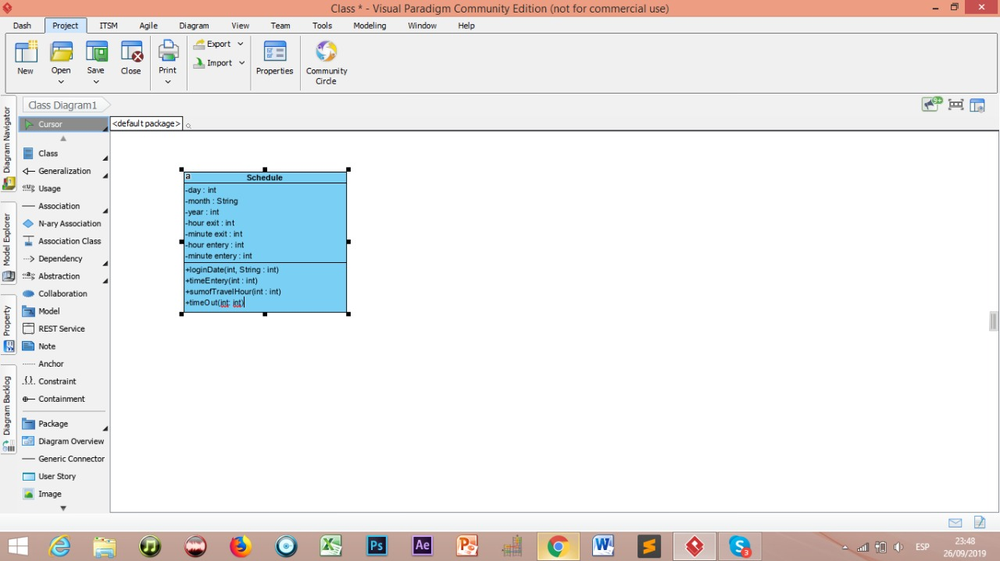 Class * - Visual Paradigm Community Edition (not for commercial use)
Dash Project ITSM Agile Diagram View Team Tools Modeling Window Help
New Open Save Close Print Export Import Properties Community Circle
Class Diagram1
9+
Diagram Navigator
Model Explorer
Property
Diagram Backlog
Cursor
Class
Generalization
Usage
Association
N-ary Association
Association Class
Dependency
Abstraction
Collaboration
Model
REST Service
Note
Anchor
Constraint
Containment
Package
Diagram Overview
Generic Connector
User Story
Image
<default package>
a Schedule
-day : int
-month : String
-year : int
-hour exit : int
-minute exit : int
-hour entery : int
-minute entery : int
+loginDate(int, String : int)
+timeEntery(int : int)
+sumofTravelHour(int : int)
+timeOut(int: int)
Ps Ae
3
ESP
23:48
26/09/2019